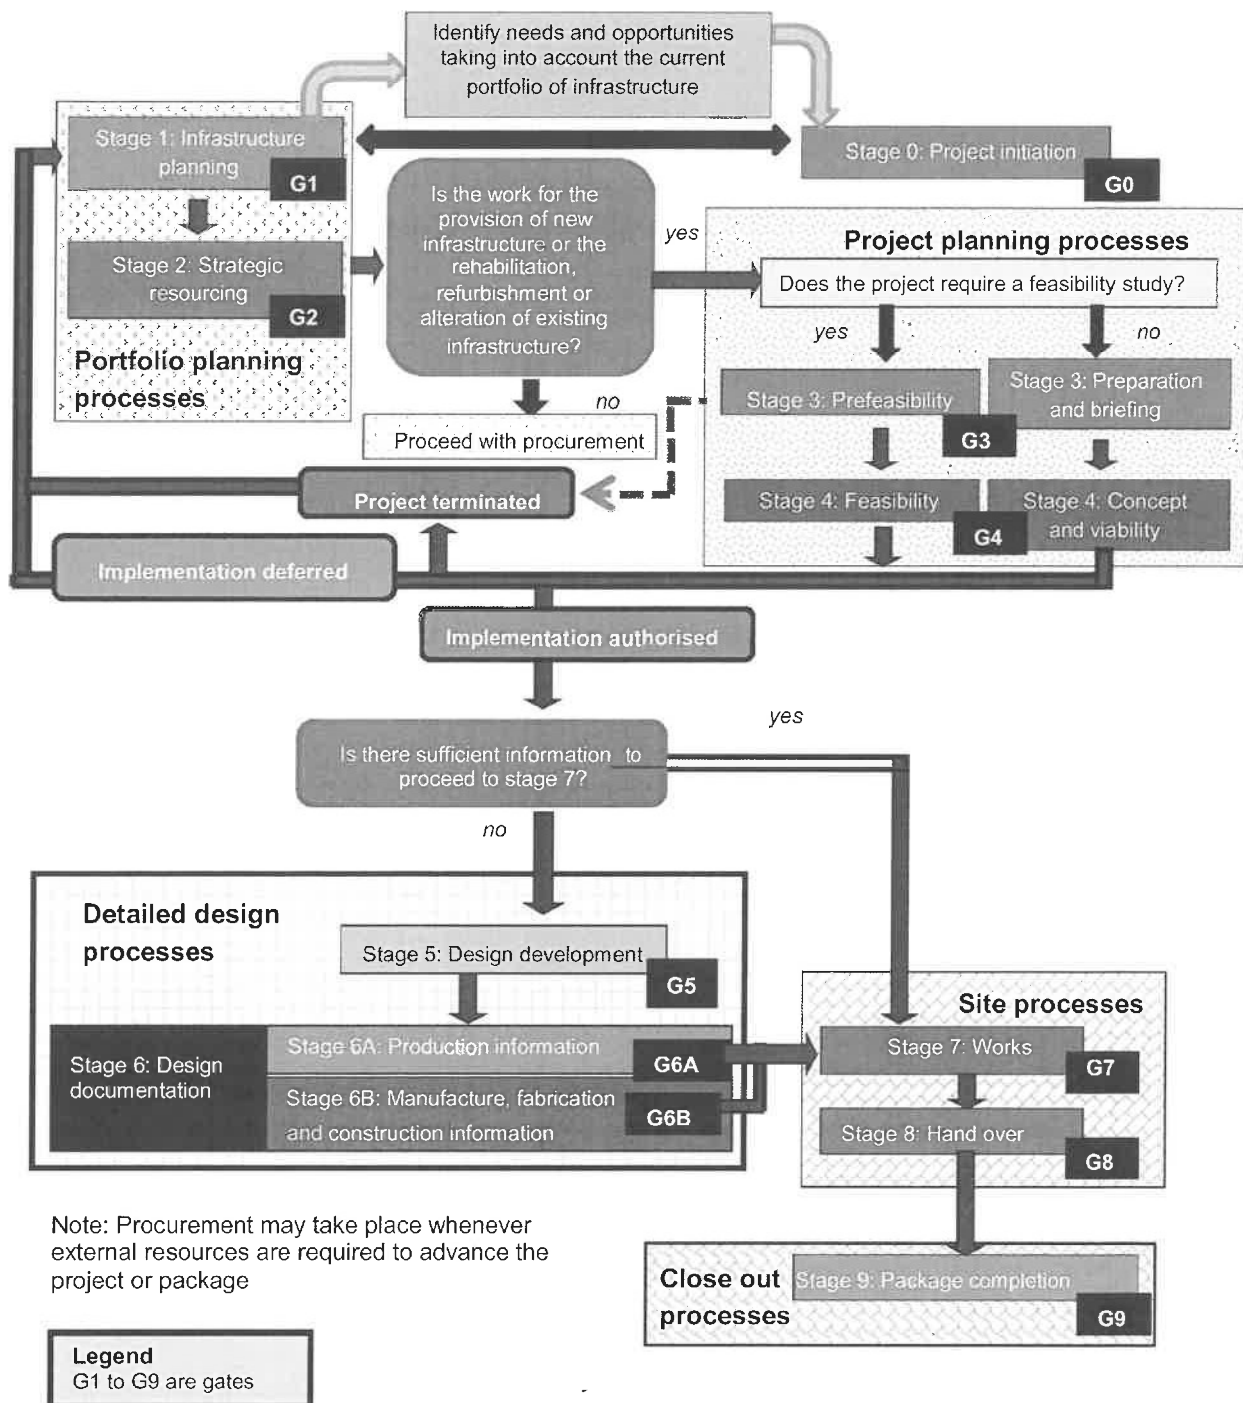 Identify needs and opportunities
taking into account the current
portfolio of infrastructure
Stage 1: Infrastructure
planning
G1
Stage 0: Project initiation
G0
Is the work for the
provision of new
infrastructure or the
rehabilitation,
refurbishment or
alteration of existing
infrastructure?
yes
Stage 2: Strategic
resourcing
G2
Portfolio planning
processes
no
Proceed with procurement
Project planning processes
Does the project require a feasibility study?
yes
no
Stage 3: Prefeasibility
Stage 3: Preparation
and briefing
G3
Stage 4: Feasibility
Stage 4: Concept
and viability
G4
Project terminated
Implementation deferred
Implementation authorised
Is there sufficient information to
proceed to stage 7?
yes
no
Detailed design
processes
Stage 5: Design development
G5
Stage 6: Design
documentation
Stage 6A: Production information
G6A
Stage 6B: Manufacture, fabrication
and construction information
G6B
Site processes
Stage 7: Works
G7
Stage 8: Hand over
G8
Note: Procurement may take place whenever
external resources are required to advance the
project or package
Close out
processes
Stage 9: Package completion
G9
Legend
G1 to G9 are gates